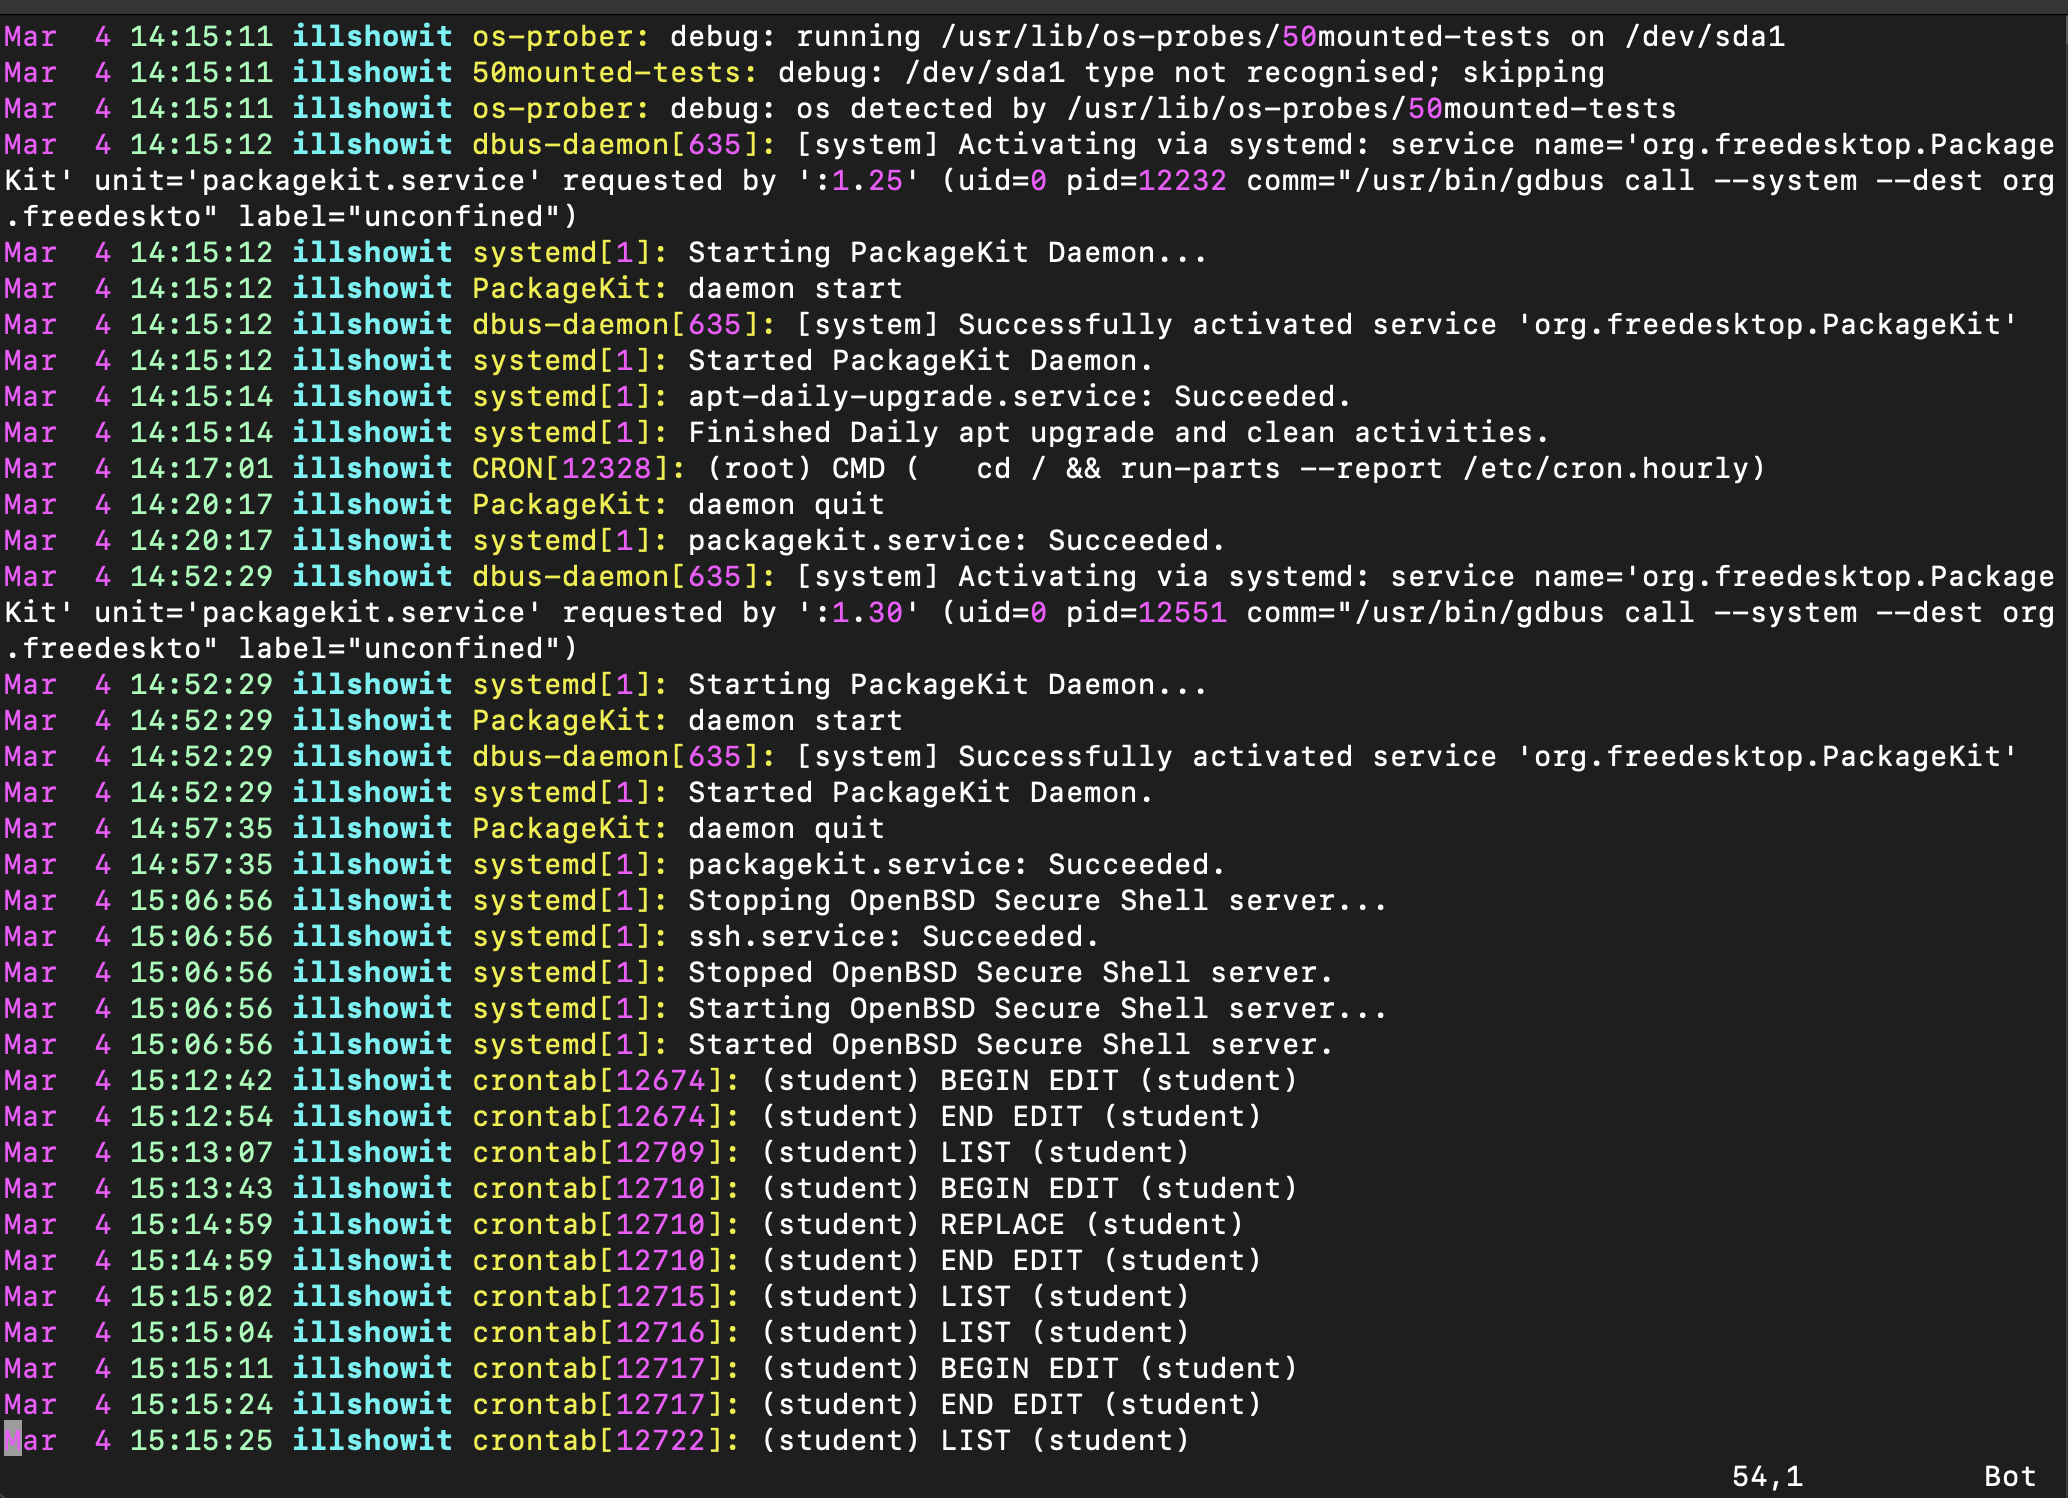 Mar  4 14:15:11 illshowit os-prober: debug: running /usr/lib/os-probes/50mounted-tests on /dev/sda1
Mar  4 14:15:11 illshowit 50mounted-tests: debug: /dev/sda1 type not recognised; skipping
Mar  4 14:15:11 illshowit os-prober: debug: os detected by /usr/lib/os-probes/50mounted-tests
Mar  4 14:15:12 illshowit dbus-daemon[635]: [system] Activating via systemd: service name='org.freedesktop.Package
Kit' unit='packagekit.service' requested by ':1.25' (uid=0 pid=12232 comm="/usr/bin/gdbus call --system --dest org
.freedeskto" label="unconfined")
Mar  4 14:15:12 illshowit systemd[1]: Starting PackageKit Daemon...
Mar  4 14:15:12 illshowit PackageKit: daemon start
Mar  4 14:15:12 illshowit dbus-daemon[635]: [system] Successfully activated service 'org.freedesktop.PackageKit'
Mar  4 14:15:12 illshowit systemd[1]: Started PackageKit Daemon.
Mar  4 14:15:14 illshowit systemd[1]: apt-daily-upgrade.service: Succeeded.
Mar  4 14:15:14 illshowit systemd[1]: Finished Daily apt upgrade and clean activities.
Mar  4 14:17:01 illshowit CRON[12328]: (root) CMD (   cd / && run-parts --report /etc/cron.hourly)
Mar  4 14:20:17 illshowit PackageKit: daemon quit
Mar  4 14:20:17 illshowit systemd[1]: packagekit.service: Succeeded.
Mar  4 14:52:29 illshowit dbus-daemon[635]: [system] Activating via systemd: service name='org.freedesktop.Package
Kit' unit='packagekit.service' requested by ':1.30' (uid=0 pid=12551 comm="/usr/bin/gdbus call --system --dest org
.freedeskto" label="unconfined")
Mar  4 14:52:29 illshowit systemd[1]: Starting PackageKit Daemon...
Mar  4 14:52:29 illshowit PackageKit: daemon start
Mar  4 14:52:29 illshowit dbus-daemon[635]: [system] Successfully activated service 'org.freedesktop.PackageKit'
Mar  4 14:52:29 illshowit systemd[1]: Started PackageKit Daemon.
Mar  4 14:57:35 illshowit PackageKit: daemon quit
Mar  4 14:57:35 illshowit systemd[1]: packagekit.service: Succeeded.
Mar  4 15:06:56 illshowit systemd[1]: Stopping OpenBSD Secure Shell server...
Mar  4 15:06:56 illshowit systemd[1]: ssh.service: Succeeded.
Mar  4 15:06:56 illshowit systemd[1]: Stopped OpenBSD Secure Shell server.
Mar  4 15:06:56 illshowit systemd[1]: Starting OpenBSD Secure Shell server...
Mar  4 15:06:56 illshowit systemd[1]: Started OpenBSD Secure Shell server.
Mar  4 15:12:42 illshowit crontab[12674]: (student) BEGIN EDIT (student)
Mar  4 15:12:54 illshowit crontab[12674]: (student) END EDIT (student)
Mar  4 15:13:07 illshowit crontab[12709]: (student) LIST (student)
Mar  4 15:13:43 illshowit crontab[12710]: (student) BEGIN EDIT (student)
Mar  4 15:14:59 illshowit crontab[12710]: (student) REPLACE (student)
Mar  4 15:14:59 illshowit crontab[12710]: (student) END EDIT (student)
Mar  4 15:15:02 illshowit crontab[12715]: (student) LIST (student)
Mar  4 15:15:04 illshowit crontab[12716]: (student) LIST (student)
Mar  4 15:15:11 illshowit crontab[12717]: (student) BEGIN EDIT (student)
Mar  4 15:15:24 illshowit crontab[12717]: (student) END EDIT (student)
Mar  4 15:15:25 illshowit crontab[12722]: (student) LIST (student)
54,1 Bot